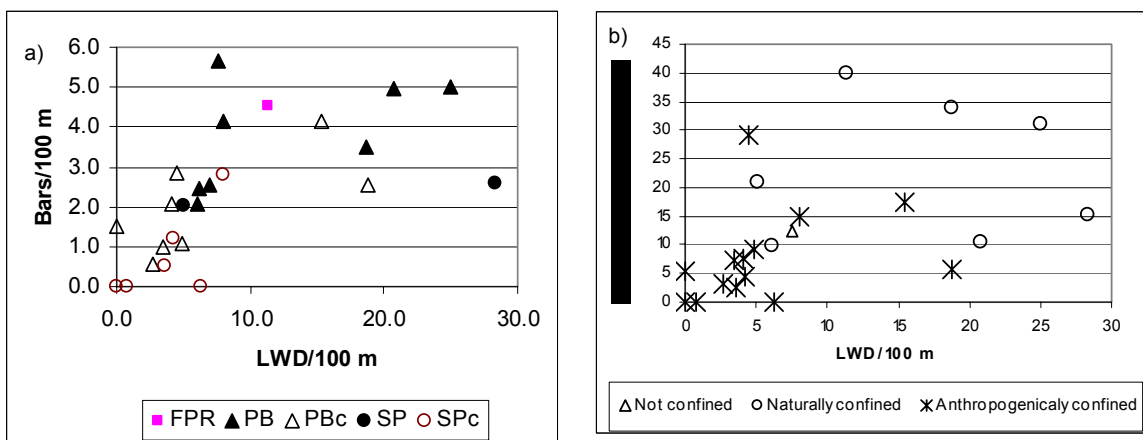 a)
6.0
5.0
4.0
3.0
2.0
1.0
0.0
Bars/100 m
0.0 10.0 20.0 30.0
LWD/100 m
FPR PB PBc SP SPc
b)
45
40
35
30
25
20
15
10
5
0
0 5 10 15 20 25 30
LWD/100 m
Not confined Naturally confined Anthropogenicaly confined